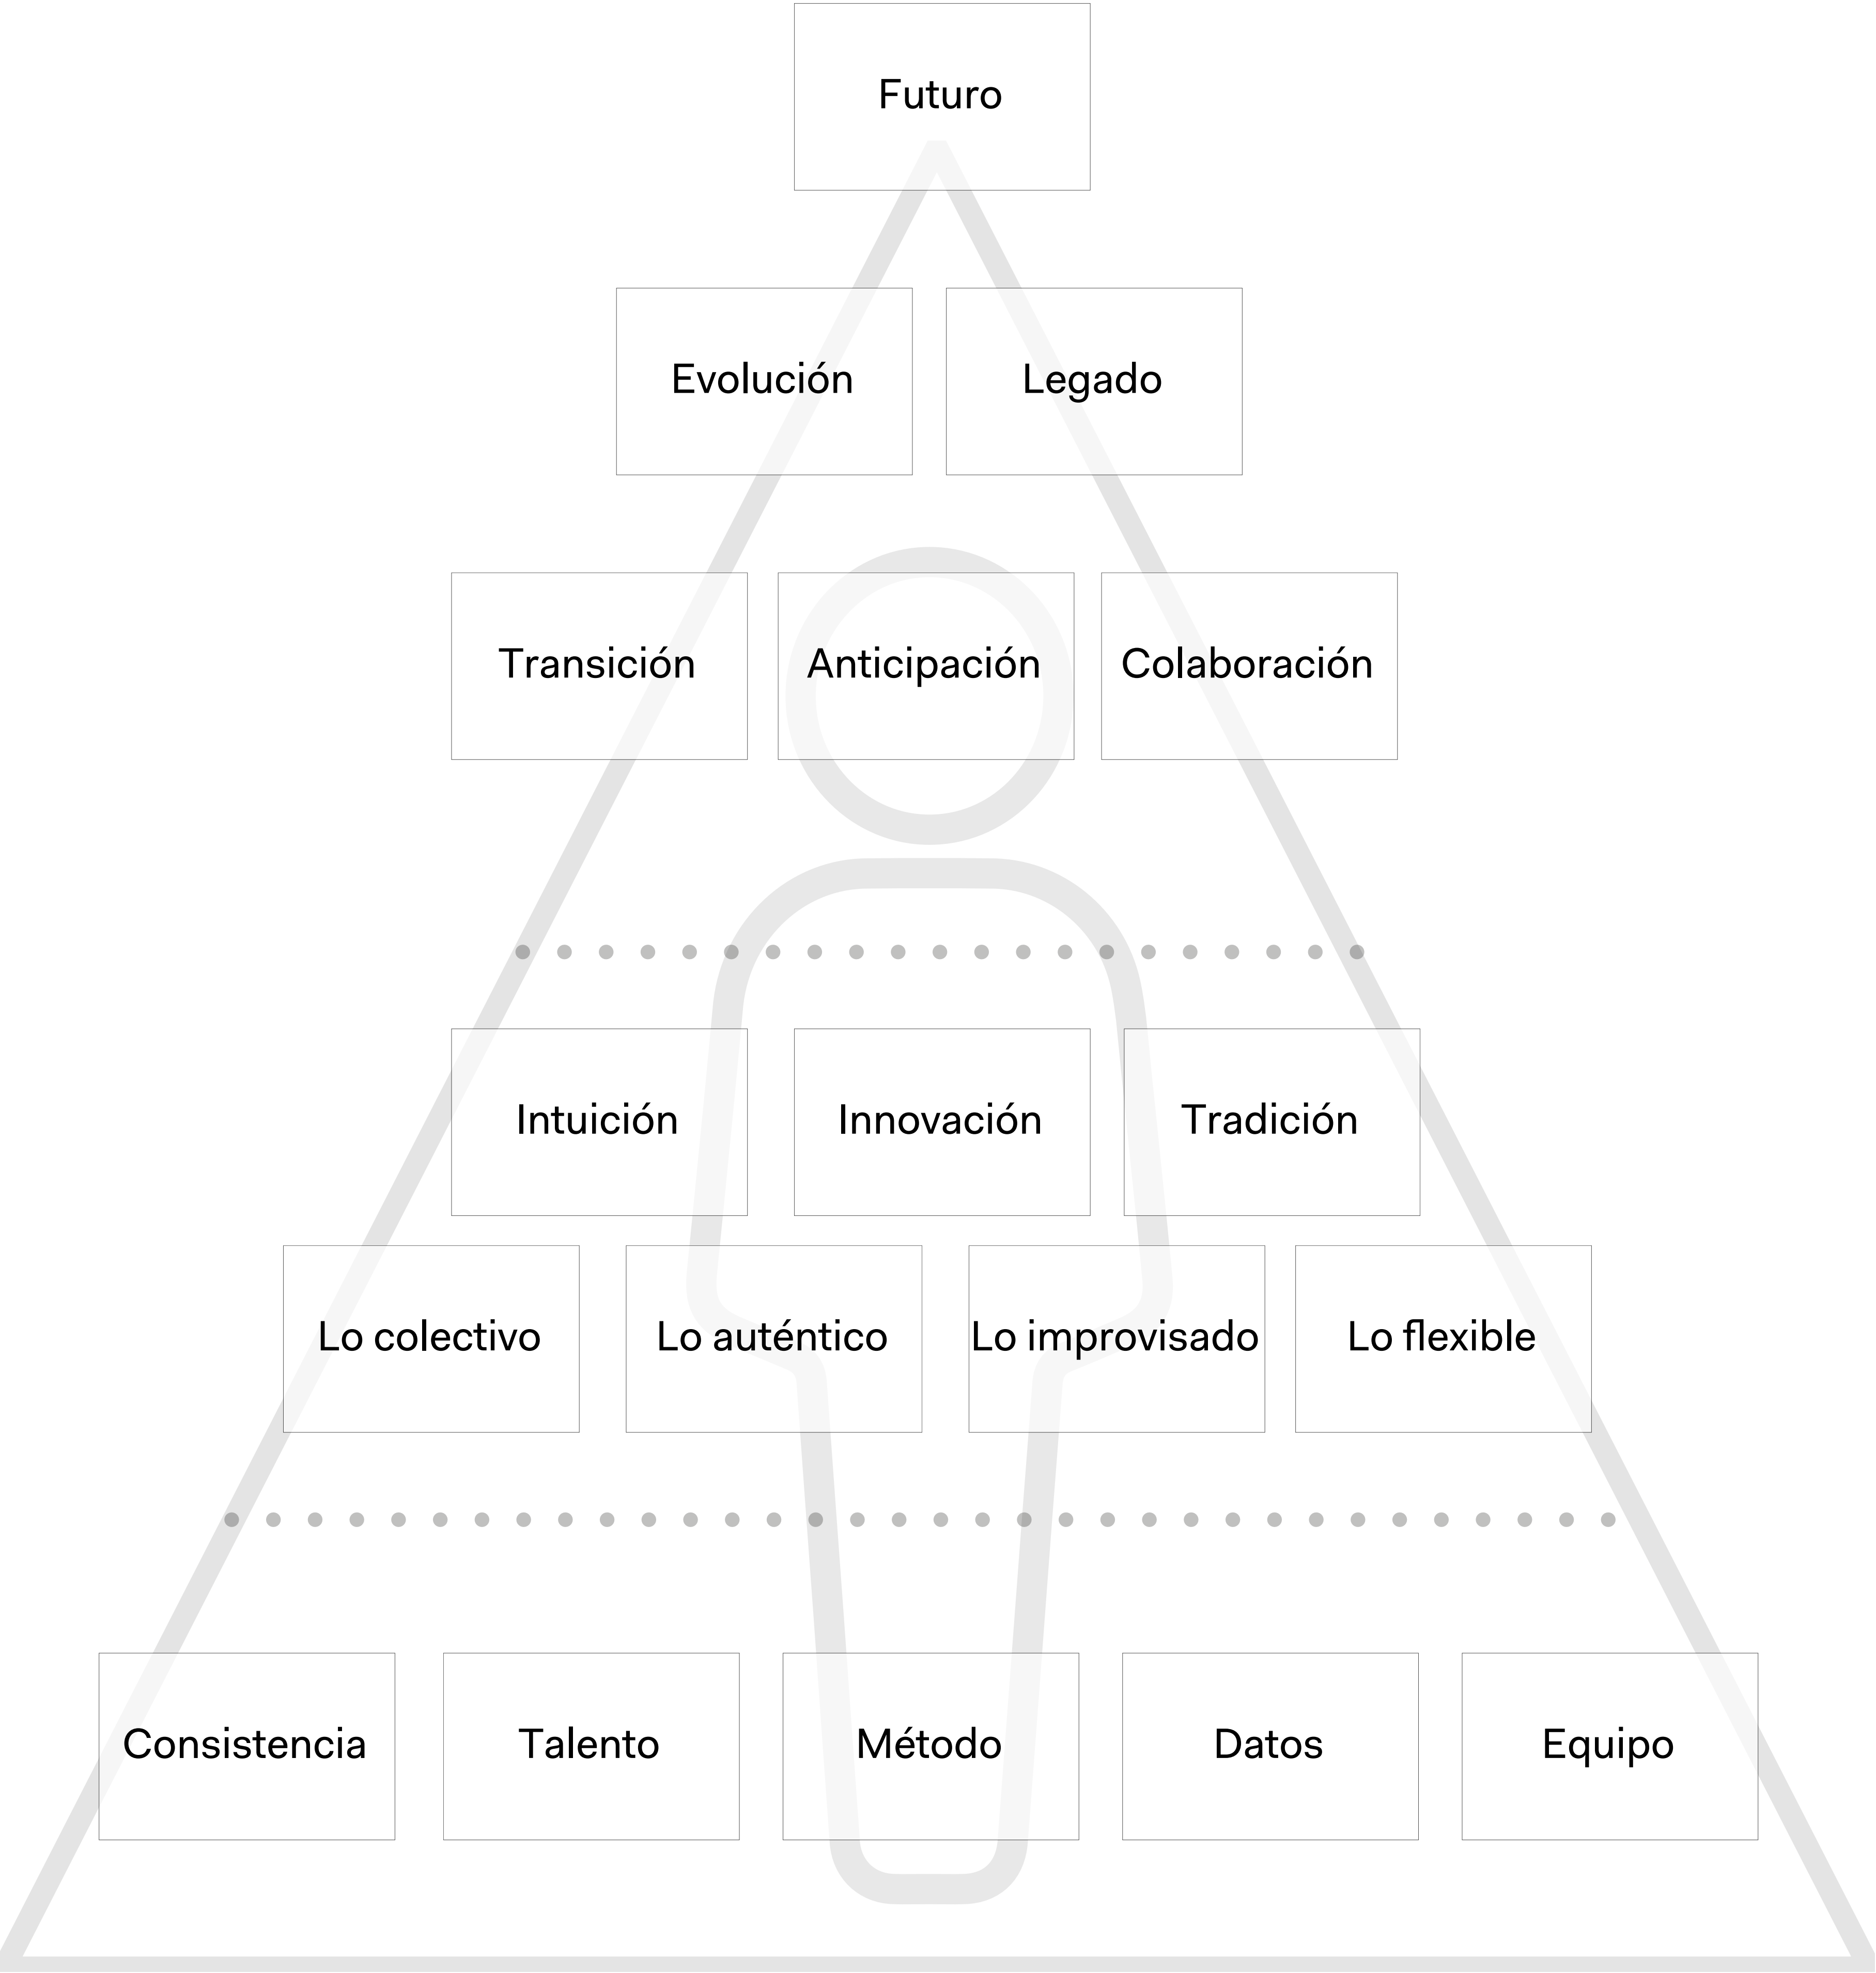 Futuro
Evolución
Legado
Transición
Anticipación
Colaboración
Intuición
Innovación
Tradición
Lo colectivo
Lo auténtico
Lo improvisado
Lo flexible
Consistencia
Talento
Método
Datos
Equipo